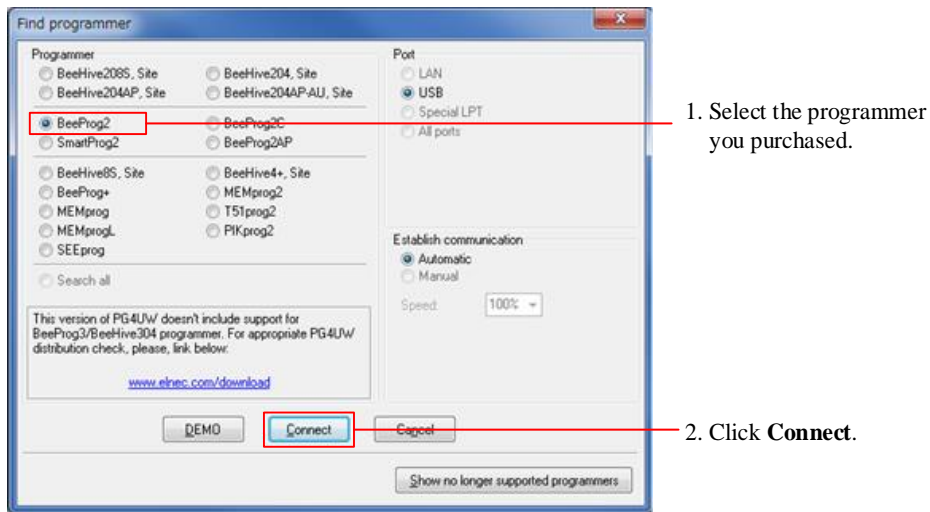 Find programmer
Programmer
BeeHive208S, Site
BeeHive204, Site
BeeHive204AP, Site
BeeHive204AP-AU, Site
BeeProg2
BeeProg2C
SmartProg2
BeeProg2AP
BeeHive8S, Site
BeeHive4+, Site
BeeProg+
MEMprog2
MEMprog
T51prog2
MEMprogL
PIKprog2
SEEprog
Search all
This version of PG4UW doesn't include support for
BeeProg3/BeeHive304 programmer. For appropriate PG4UW
distribution check, please, link below:
www.elnec.com/download
Port
LAN
USB
Special LPT
All ports
Establish communication
Automatic
Manual
Speed:
100%
DEMO
Connect
Cancel
Show no longer supported programmers
1. Select the programmer
you purchased.
2. Click Connect.